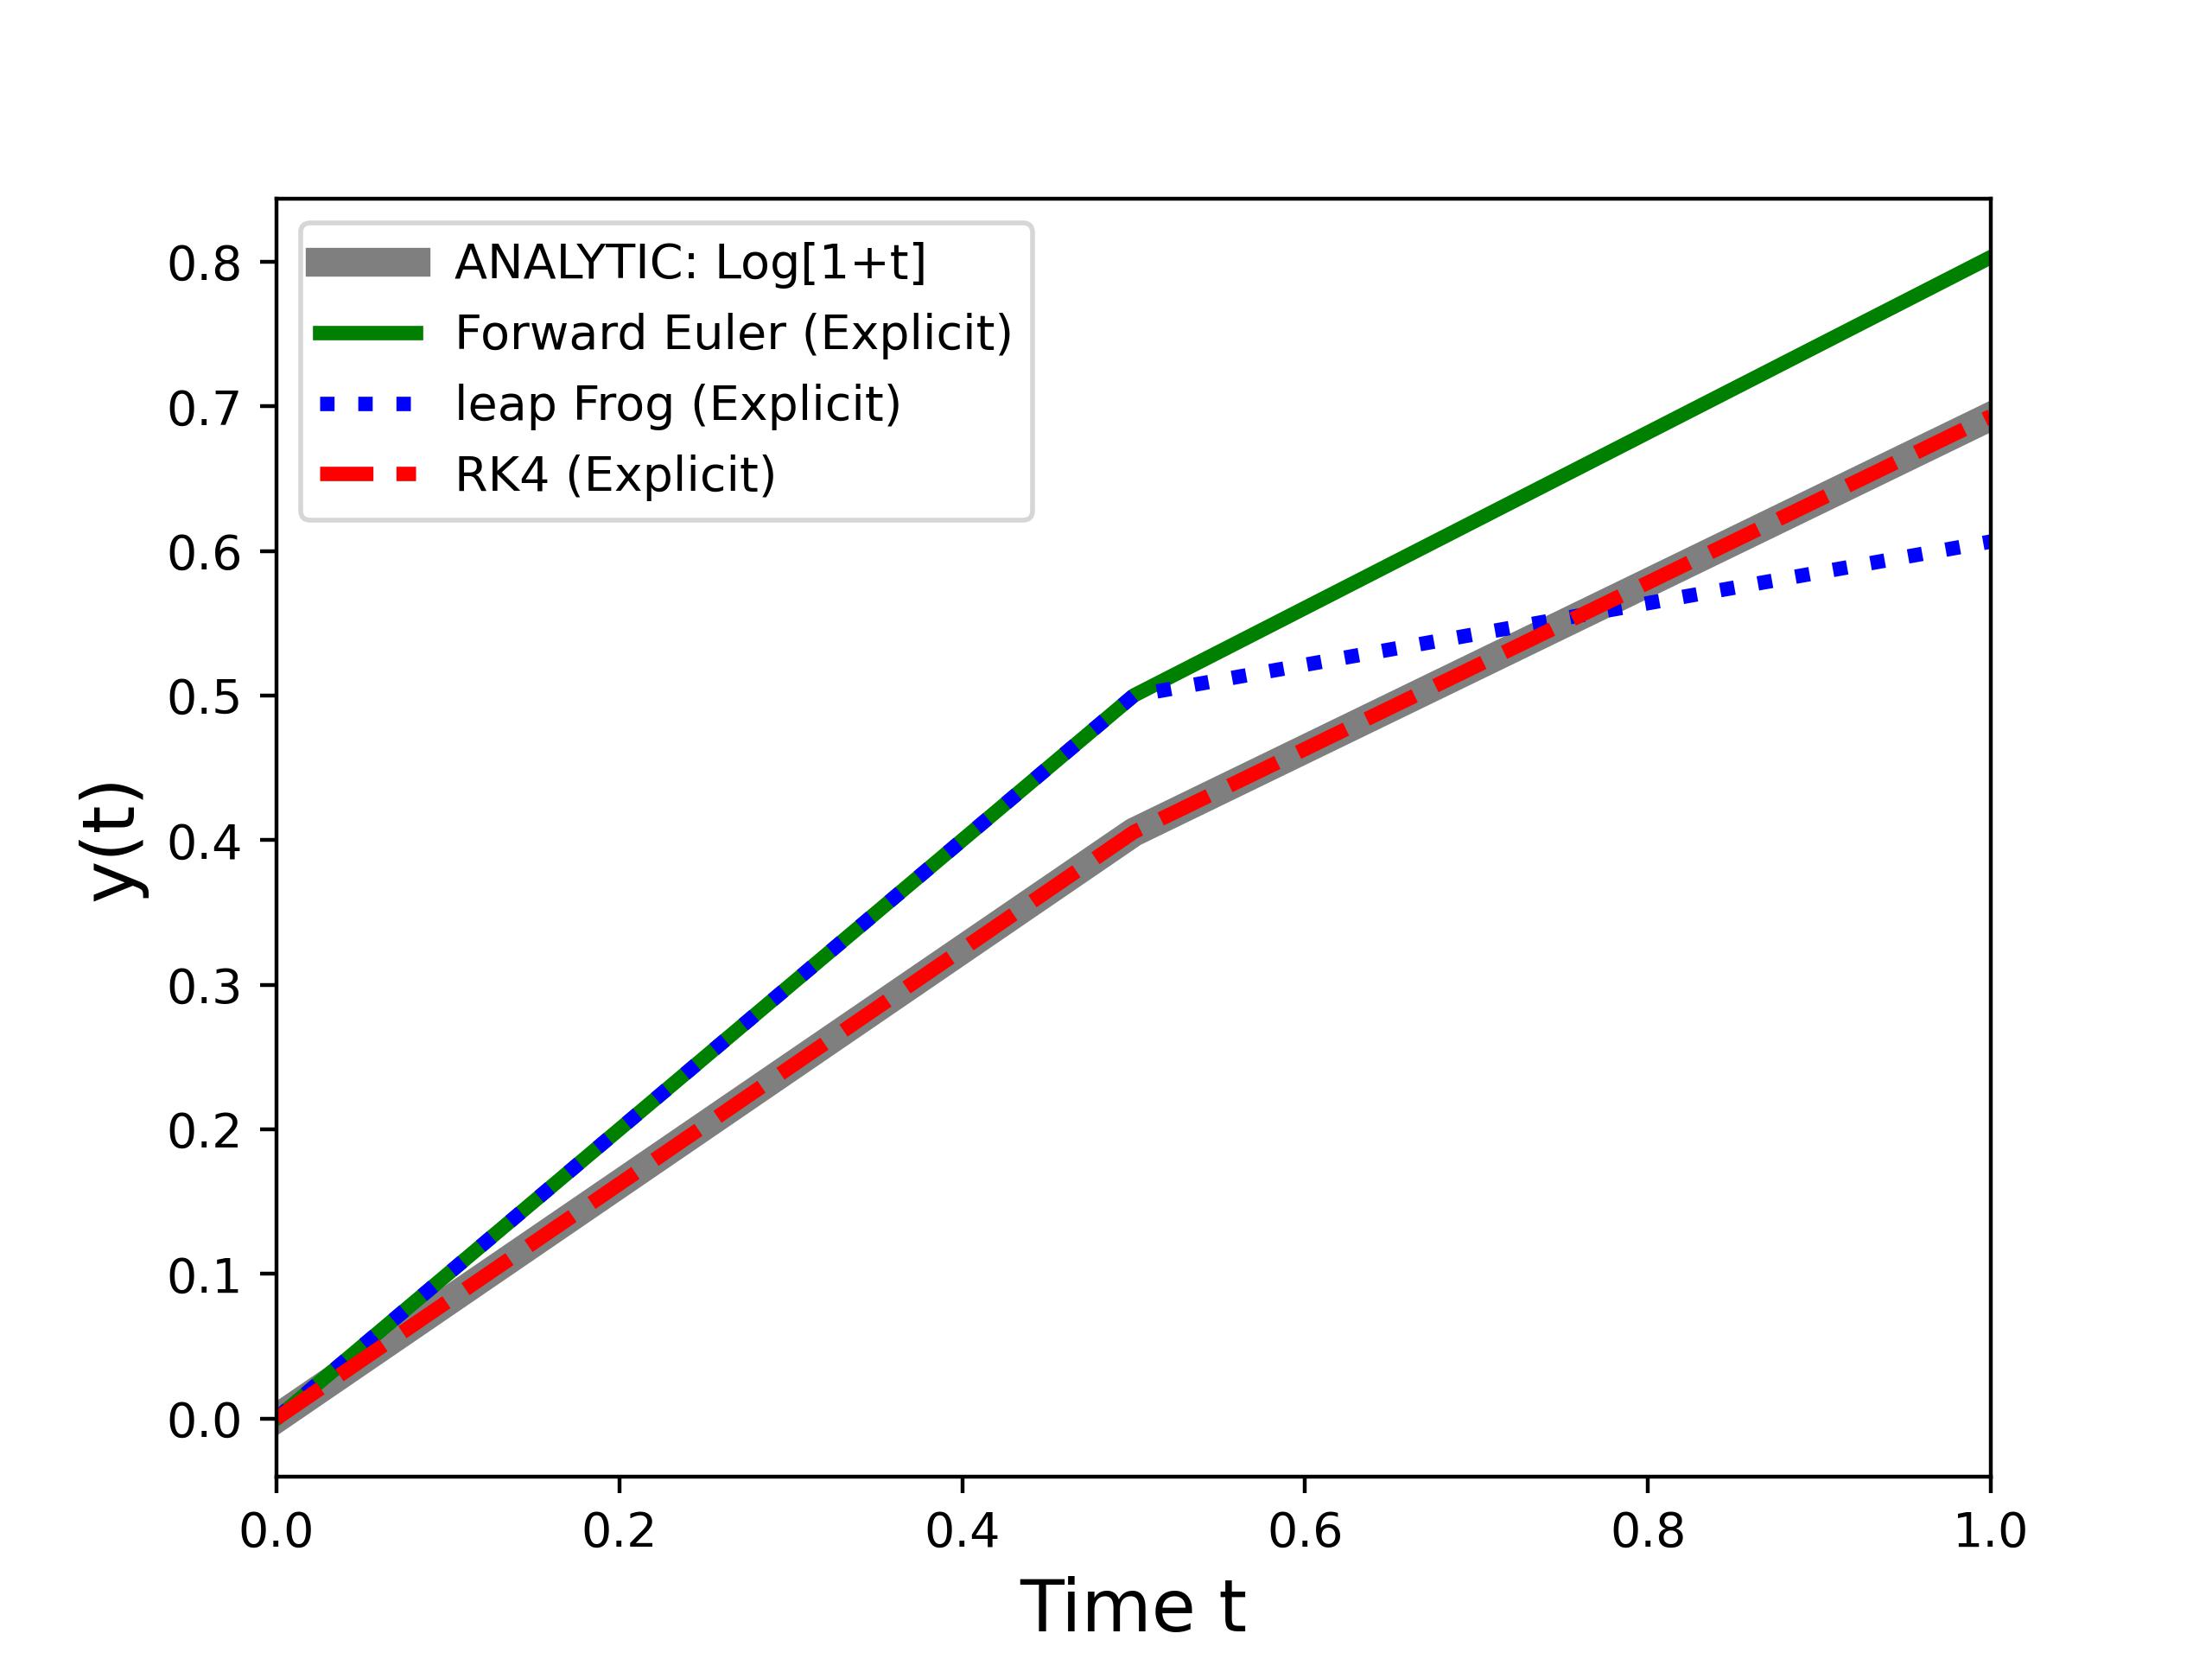 ANALYTIC: Log[1+t]
Forward Euler (Explicit)
leap Frog (Explicit)
RK4 (Explicit)
0.8
0.7
0.6
0.5
0.4
0.3
0.2
0.1
0.0
y(t)
0.0 0.2 0.4 0.6 0.8 1.0
Time t